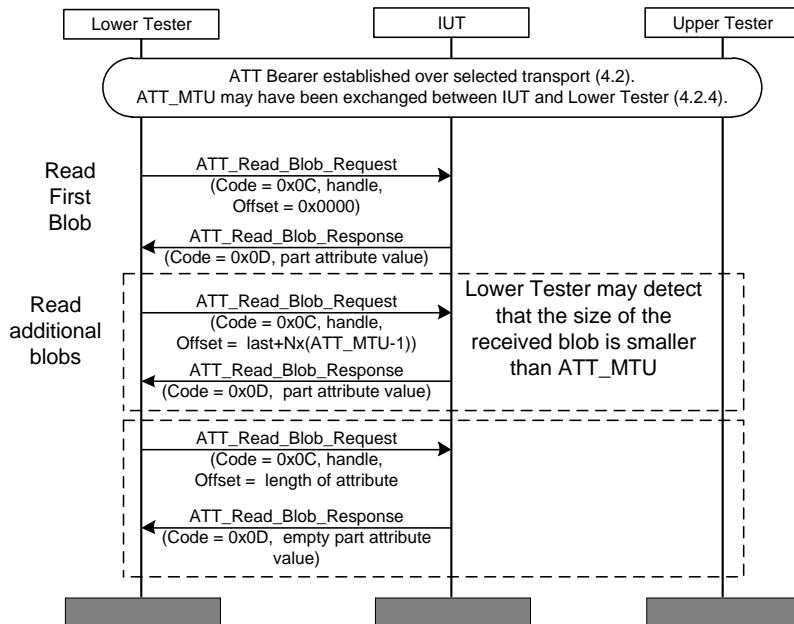 Lower Tester
IUT
Upper Tester
ATT Bearer established over selected transport (4.2).
ATT_MTU may have been exchanged between IUT and Lower Tester (4.2.4).
Read
First
Blob
ATT_Read_Blob_Request
(Code = 0x0C, handle,
Offset = 0x0000)
ATT_Read_Blob_Response
(Code = 0x0D, part attribute value)
Read
additional
blobs
ATT_Read_Blob_Request
(Code = 0x0C, handle,
Offset = last+Nx(ATT_MTU-1))
ATT_Read_Blob_Response
(Code = 0x0D, part attribute value)
Lower Tester may detect
that the size of the
received blob is smaller
than ATT_MTU
ATT_Read_Blob_Request
(Code = 0x0C, handle,
Offset = length of attribute
ATT_Read_Blob_Response
(Code = 0x0D, empty part attribute
value)